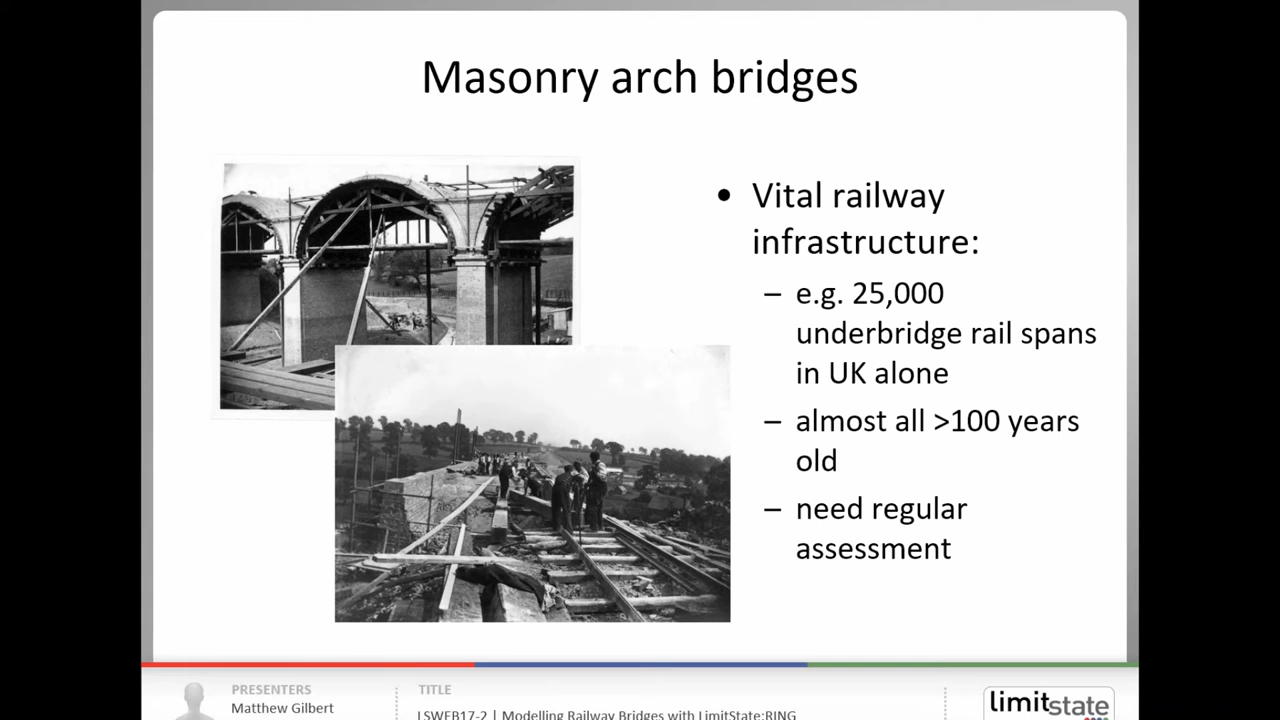 Masonry arch bridges
• Vital railway
infrastructure:
– e.g. 25,000
underbridge rail spans
in UK alone
– almost all >100 years
old
– need regular
assessment
PRESENTERS
Matthew Gilbert
TITLE
LSWEB17-2 | Modelling Railway Bridges with LimitState:RING
limitstate